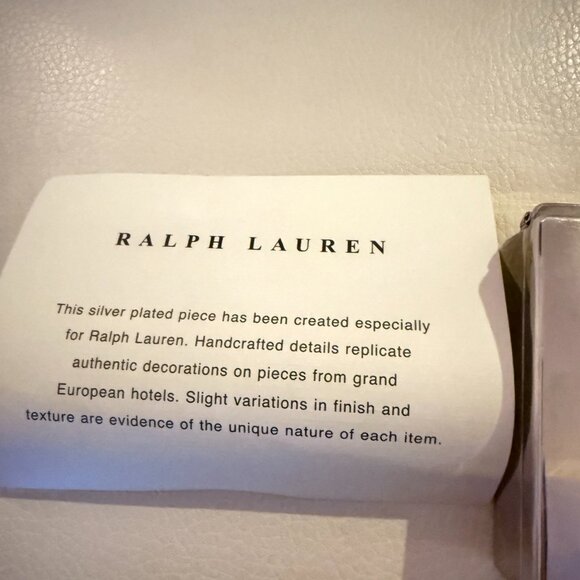 RALPH LAUREN
This silver plated piece has been created especially
for Ralph Lauren. Handcrafted details replicate
authentic decorations on pieces from grand
European hotels. Slight variations in finish and
texture are evidence of the unique nature of each item.